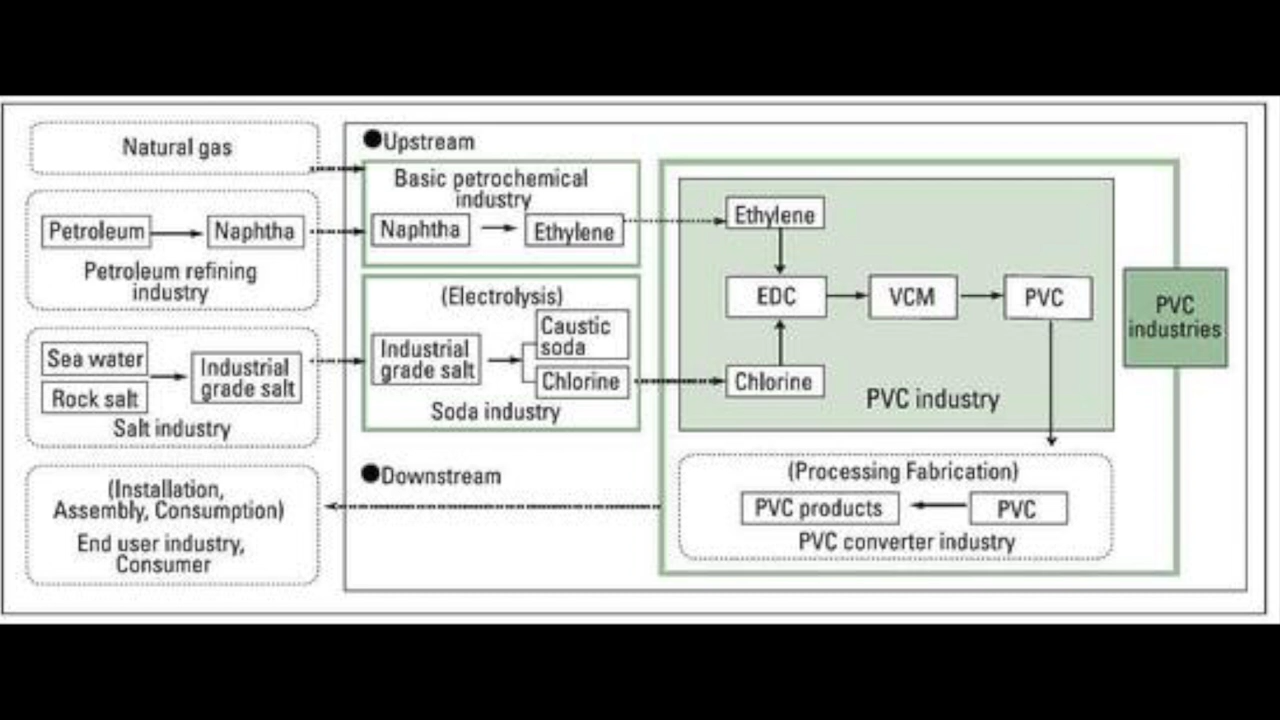 Natural gas
Petroleum
Naphtha
Petroleum refining
industry
Sea water
Rock salt
Industrial
grade salt
Salt industry
(Installation,
Assembly, Consumption)
End user industry,
Consumer
●Upstream
Basic petrochemical
industry
Naphtha
Ethylene
(Electrolysis)
Industrial
grade salt
Caustic
soda
Chlorine
Soda industry
●Downstream
Ethylene
EDC
VCM
PVC
Chlorine
PVC industry
(Processing Fabrication)
PVC products
PVC
PVC converter industry
PVC
industries